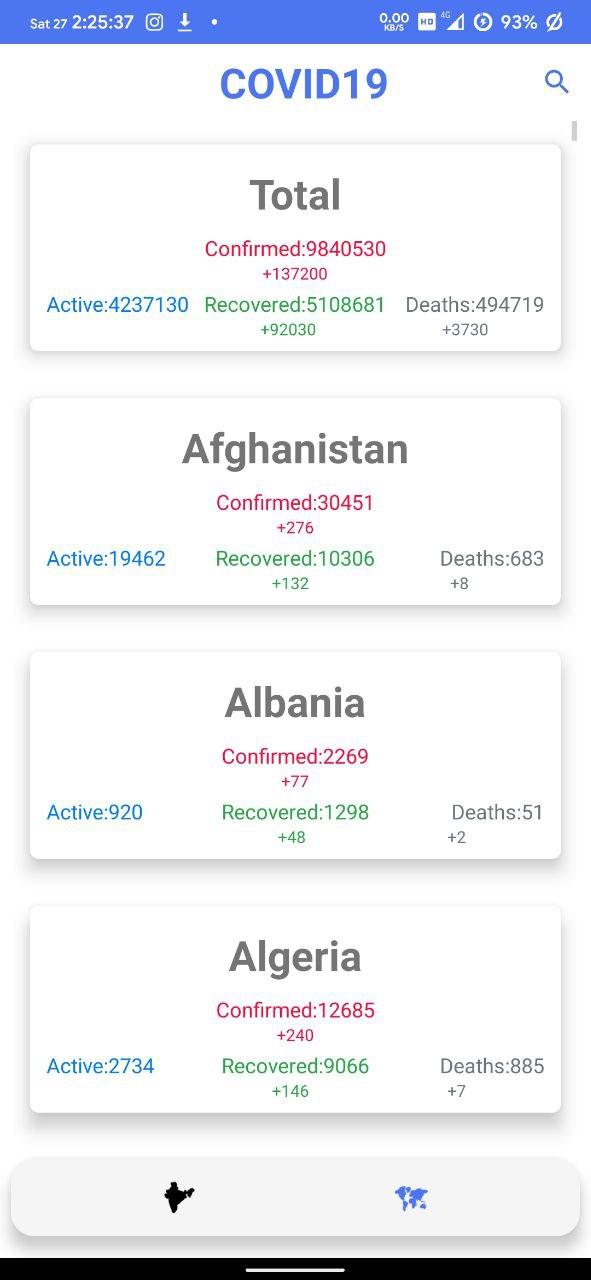 Sat 27 2:25:37 0.00 KB/S HD 4G 93%
COVID19
Total
Confirmed:9840530
+137200
Active:4237130 Recovered:5108681 Deaths:494719
+92030 +3730
Afghanistan
Confirmed:30451
+276
Active:19462 Recovered:10306 Deaths:683
+132 +8
Albania
Confirmed:2269
+77
Active:920 Recovered:1298 Deaths:51
+48 +2
Algeria
Confirmed:12685
+240
Active:2734 Recovered:9066 Deaths:885
+146 +7